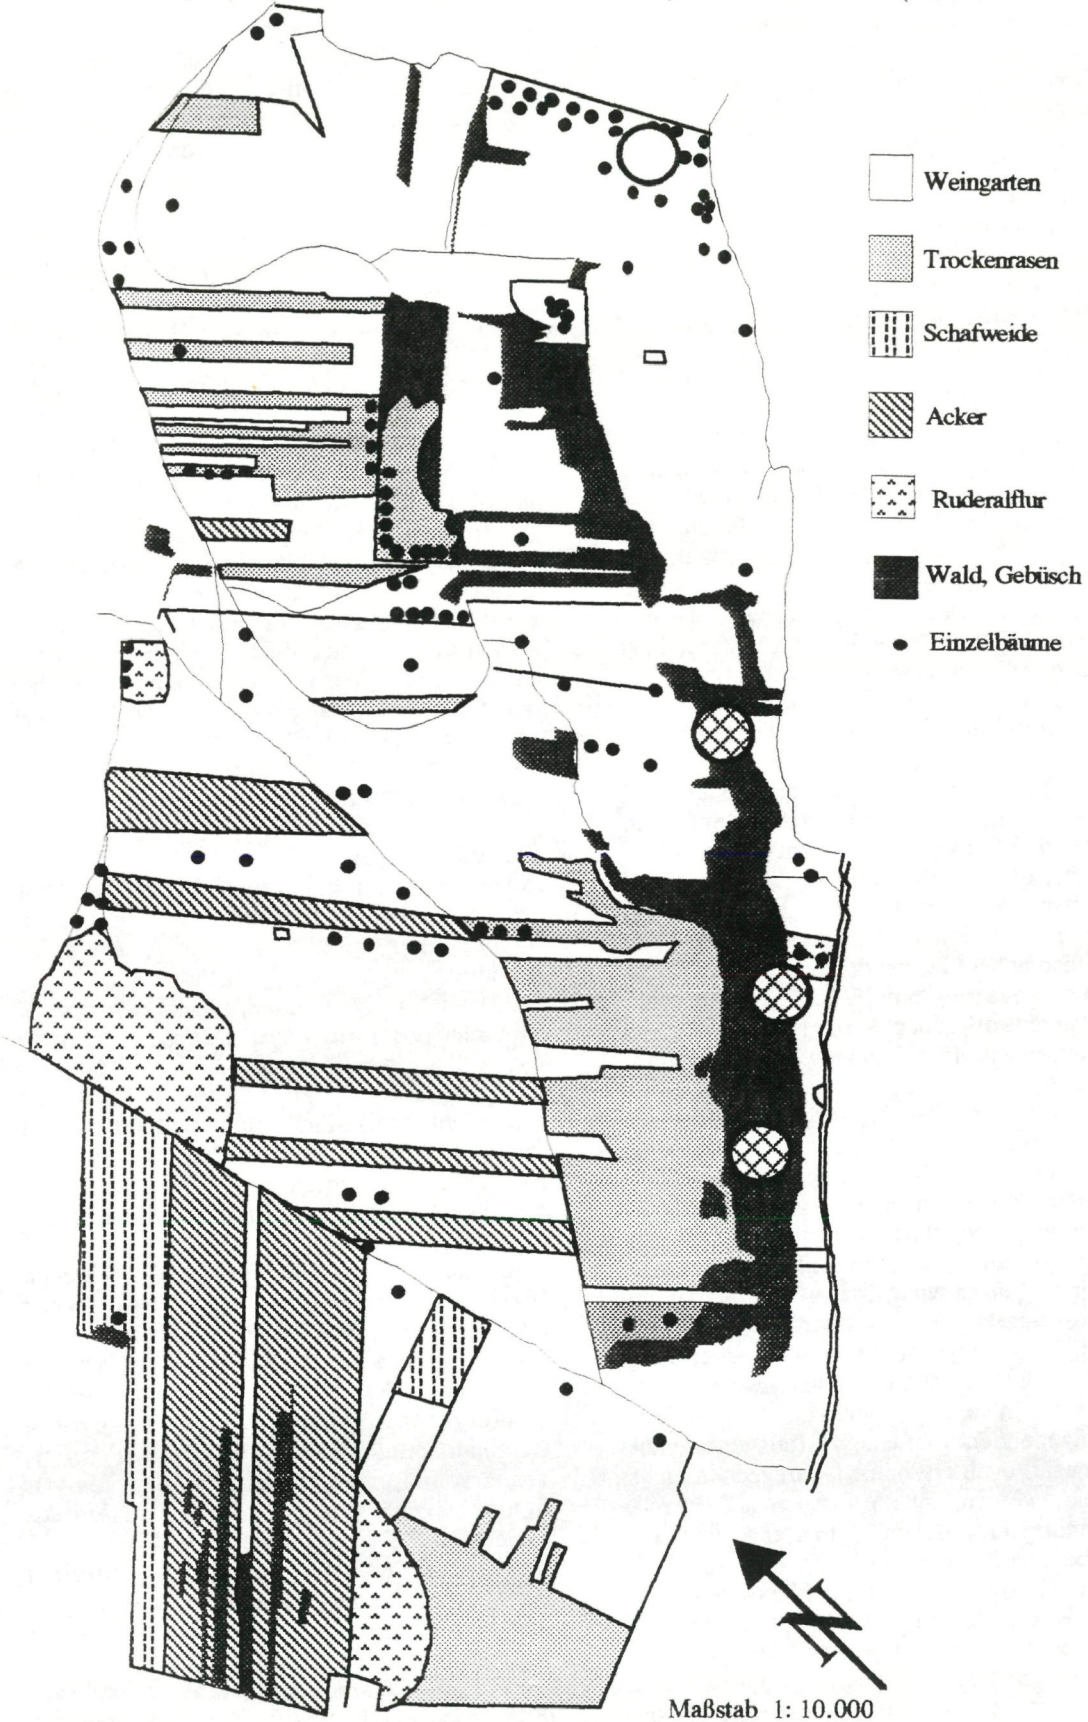 Weingarten
Trockenrasen
Schafweide
Acker
Ruderalflur
Wald, Gebüsch
Einzelbäume
N
Maßstab 1: 10.000